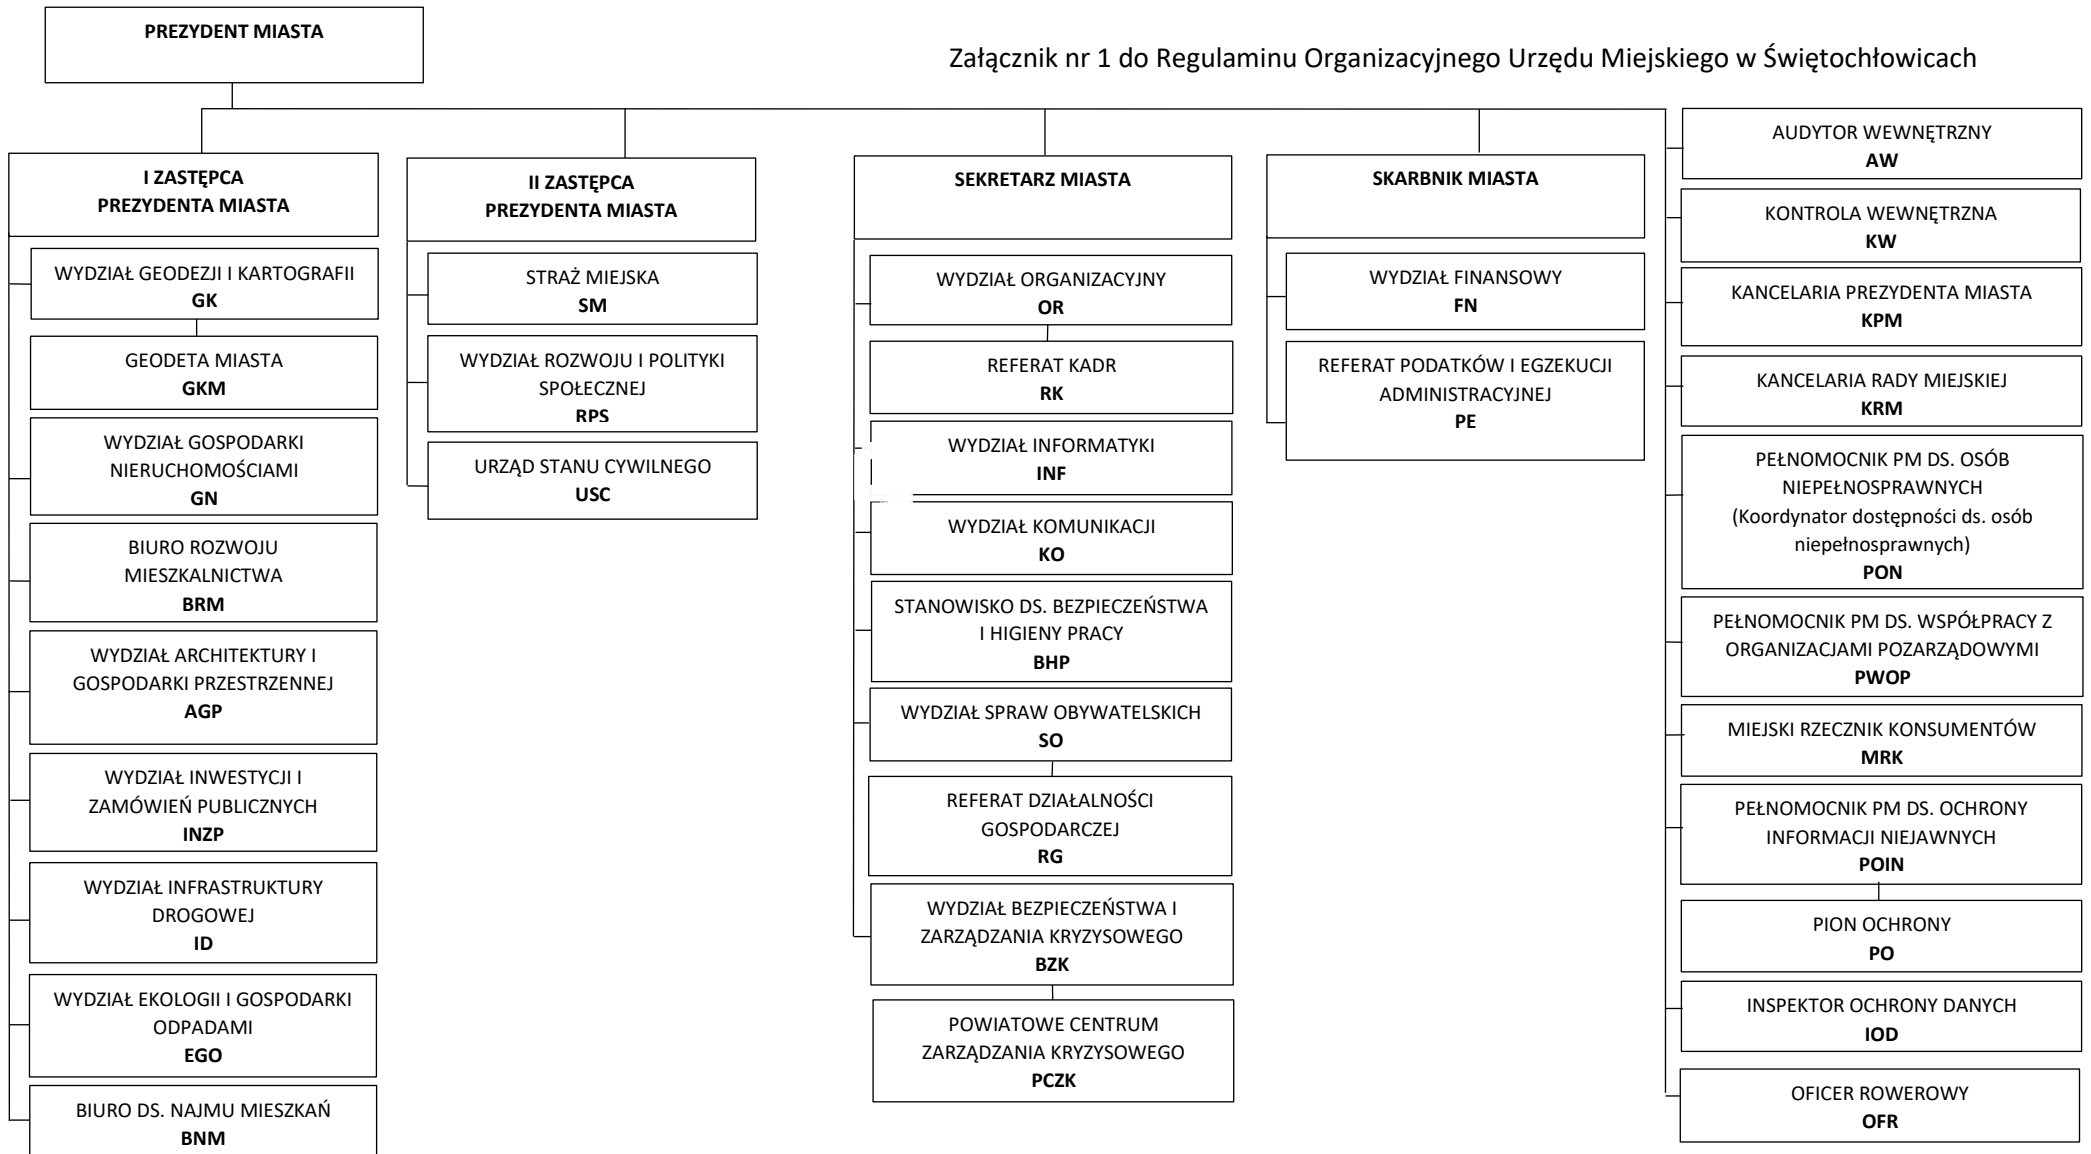 PREZYDENT MIASTA
Załącznik nr 1 do Regulaminu Organizacyjnego Urzędu Miejskiego w Świętochłowicach
I ZASTĘPCA
PREZYDENTA MIASTA
WYDZIAŁ GEODEZJI I KARTOGRAFII
GK
GEODETA MIASTA
GKM
WYDZIAŁ GOSPODARKI
NIERUCHOMOŚCIAMI
GN
BIURO ROZWOJU
MIESZKALNICTWA
BRM
WYDZIAŁ ARCHITEKTURY I
GOSPODARKI PRZESTRZENNEJ
AGP
WYDZIAŁ INWESTYCJI I
ZAMÓWIEŃ PUBLICZNYCH
INZP
WYDZIAŁ INFRASTRUKTURY
DROGOWEJ
ID
WYDZIAŁ EKOLOGII I GOSPODARKI
ODPADAMI
EGO
BIURO DS. NAJMU MIESZKAŃ
BNM
II ZASTĘPCA
PREZYDENTA MIASTA
STRAŻ MIEJSKA
SM
WYDZIAŁ ROZWOJU I POLITYKI
SPOŁECZNEJ
RPS
URZĄD STANU CYWILNEGO
USC
SEKRETARZ MIASTA
WYDZIAŁ ORGANIZACYJNY
OR
REFERAT KADR
RK
WYDZIAŁ INFORMATYKI
INF
WYDZIAŁ KOMUNIKACJI
KO
STANOWISKO DS. BEZPIECZEŃSTWA
I HIGIENY PRACY
BHP
WYDZIAŁ SPRAW OBYWATELSKICH
SO
REFERAT DZIAŁALNOŚCI
GOSPODARCZEJ
RG
WYDZIAŁ BEZPIECZEŃSTWA I
ZARZĄDZANIA KRYZYSOWEGO
BZK
POWIATOWE CENTRUM
ZARZĄDZANIA KRYZYSOWEGO
PCZK
SKARBNIK MIASTA
WYDZIAŁ FINANSOWY
FN
REFERAT PODATKÓW I EGZEKUCJI
ADMINISTRACYJNEJ
PE
AUDYTOR WEWNĘTRZNY
AW
KONTROLA WEWNĘTRZNA
KW
KANCELARIA PREZYDENTA MIASTA
KPM
KANCELARIA RADY MIEJSKIEJ
KRM
PEŁNOMOCNIK PM DS. OSÓB
NIEPEŁNOSPRAWNYCH
(Koordynator dostępności ds. osób
niepełnosprawnych)
PON
PEŁNOMOCNIK PM DS. WSPÓŁPRACY Z
ORGANIZACJAMI POZARZĄDOWYMI
PWOP
MIEJSKI RZECZNIK KONSUMENTÓW
MRK
PEŁNOMOCNIK PM DS. OCHRONY
INFORMACJI NIEJAWNYCH
POIN
PION OCHRONY
PO
INSPEKTOR OCHRONY DANYCH
IOD
OFICER ROWEROWY
OFR